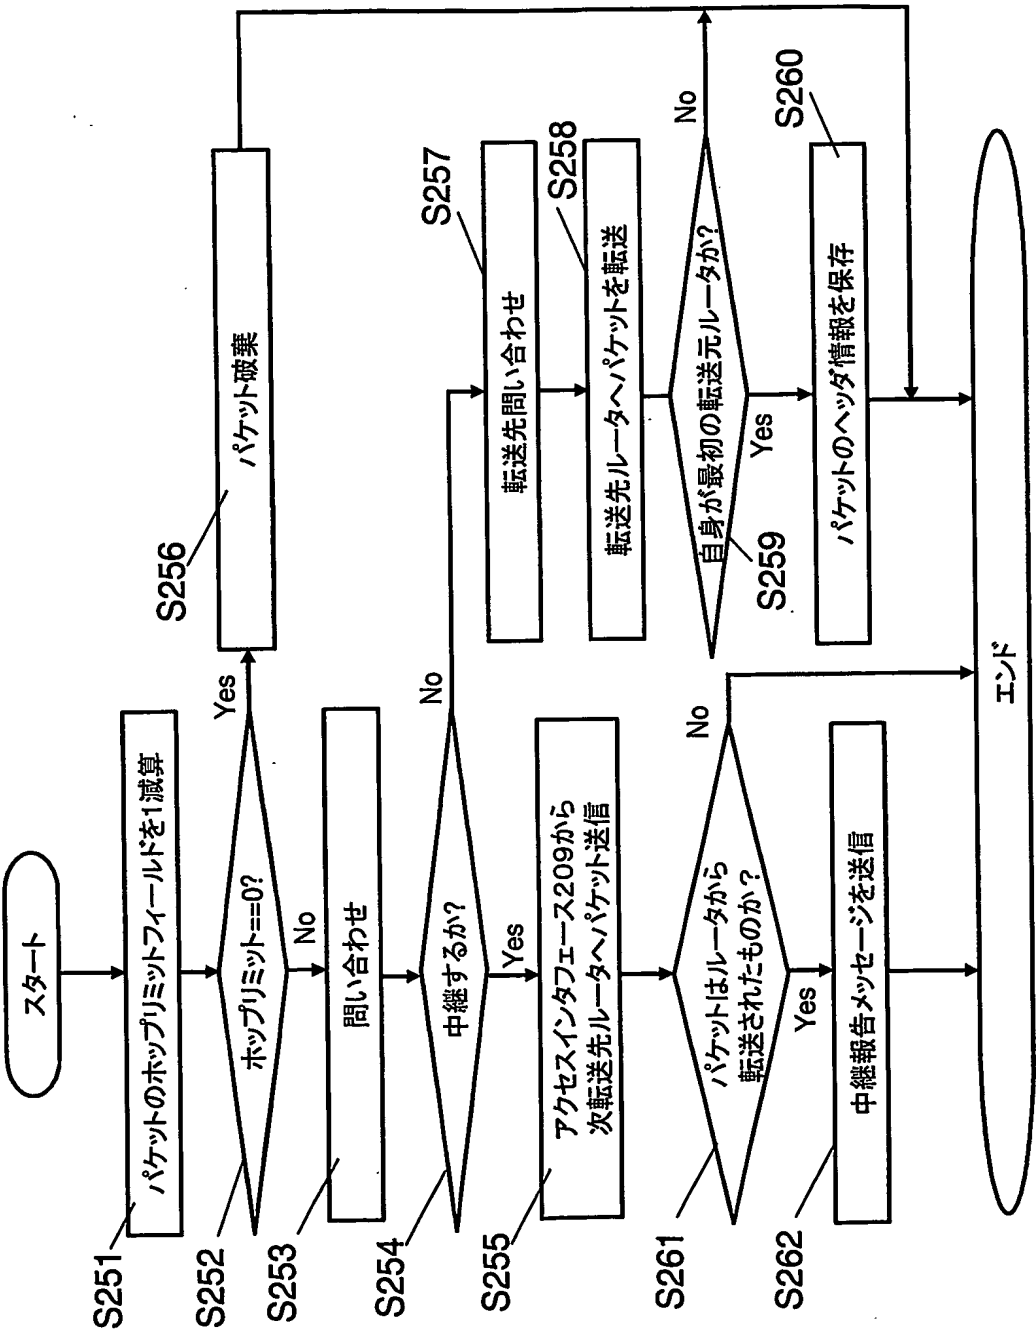 スタート
S251
パケットのホップリミットフィールドを1減算
S252
ホップリミット==0?
Yes
No
S256
パケット破棄
S253
問い合わせ
S254
中継するか?
No
Yes
S255
アクセスインタフェース209から
次転送先ルータへパケット送信
S257
転送先問い合わせ
S258
転送先ルータへパケットを転送
自身が最初の転送元ルータか?
S259
No
Yes
S260
パケットのヘッダ情報を保存
S261
パケットはルータから
転送されたものか?
No
Yes
S262
中継報告メッセージを送信
エンド